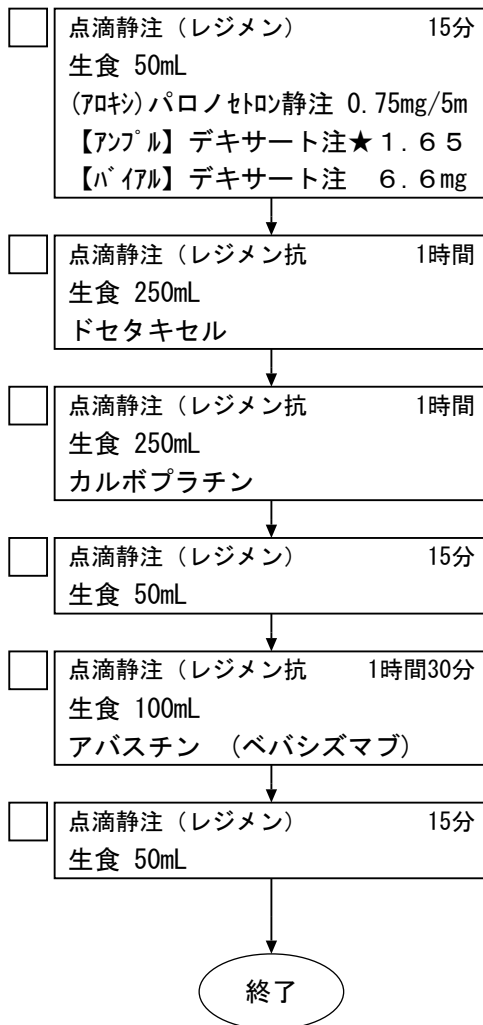 点滴静注（レジメン） 15分
生食 50mL
(ｱﾛｷｼ)パロノｾﾄロン静注 0.75mg/5m
【ｱﾝﾌﾟﾙ】デキサート注★１.６５
【ﾊﾞｲｱﾙ】デキサート注 ６.６mg
点滴静注（レジメン抗 1時間
生食 250mL
ドセタキセル
点滴静注（レジメン抗 1時間
生食 250mL
カルボプラチン
点滴静注（レジメン） 15分
生食 50mL
点滴静注（レジメン抗 1時間30分
生食 100mL
アバスチン （ベバシズマブ）
点滴静注（レジメン） 15分
生食 50mL
終了